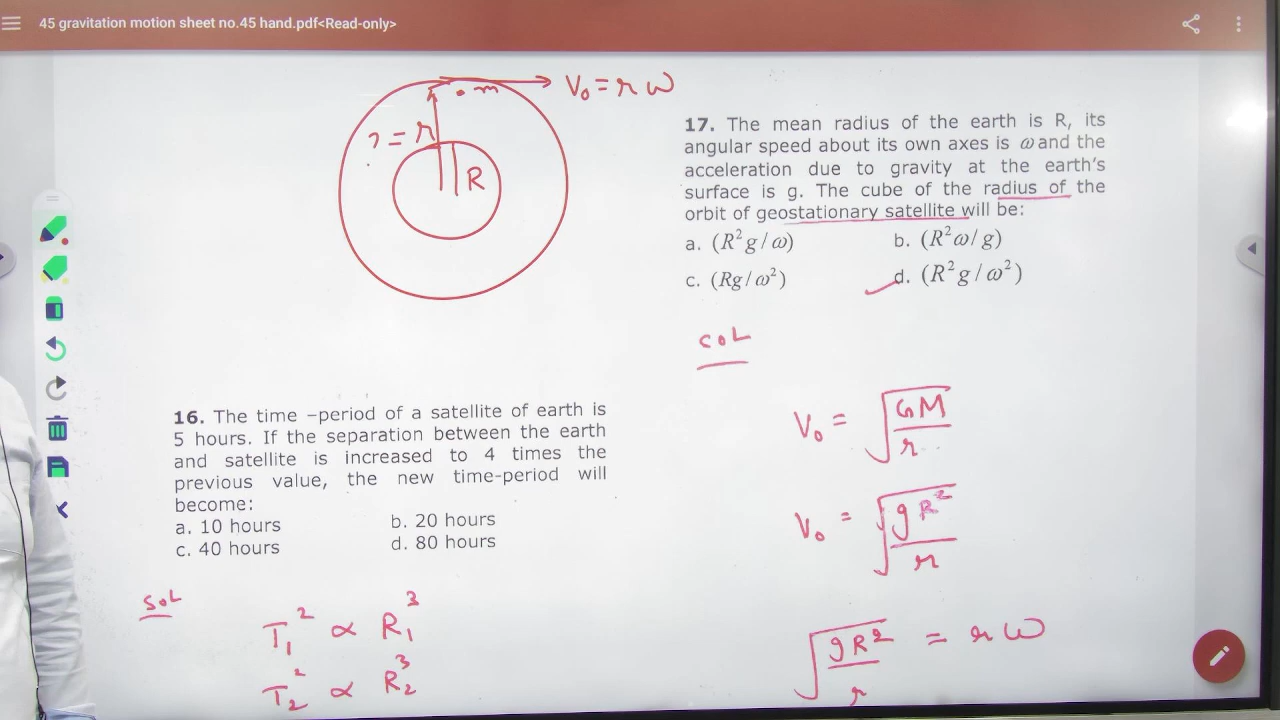 45 gravitation motion sheet no.45 hand.pdf<Read-only>
V₀ = r ω
. m
? = r
R
17. The mean radius of the earth is R, its
angular speed about its own axes is ω and the
acceleration due to gravity at the earth's
surface is g. The cube of the radius of the
orbit of geostationary satellite will be:
a. (R²g/ω)
b. (R²ω/g)
c. (Rg/ω²)
d. (R²g/ω²)
SOL
V₀ = √(GM/r)
V₀ = √(gR²/r)
√(gR²/r) = r ω
16. The time –period of a satellite of earth is
5 hours. If the separation between the earth
and satellite is increased to 4 times the
previous value, the new time-period will
become:
a. 10 hours
b. 20 hours
c. 40 hours
d. 80 hours
SOL
T₁² ∝ R₁³
T₂² ∝ R₂³